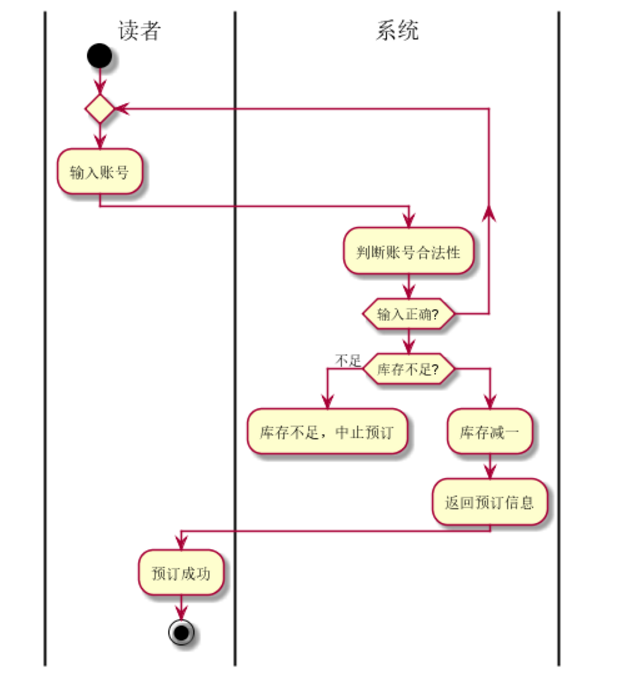 读者
系统
输入账号
判断账号合法性
输入正确?
不足
库存不足?
库存不足，中止预订
库存减一
返回预订信息
预订成功